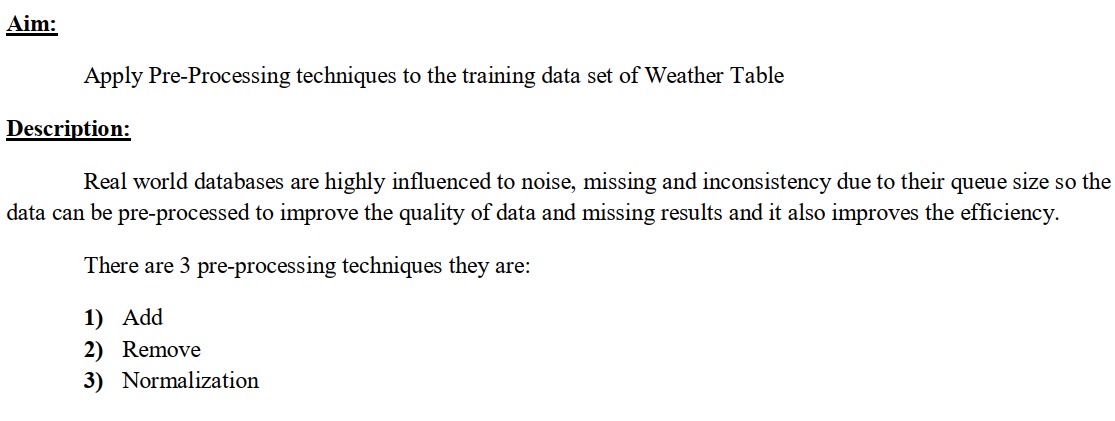 Aim:
Apply Pre-Processing techniques to the training data set of Weather Table
Description:
Real world databases are highly influenced to noise, missing and inconsistency due to their queue size so the
data can be pre-processed to improve the quality of data and missing results and it also improves the efficiency.
There are 3 pre-processing techniques they are:
1) Add
2) Remove
3) Normalization